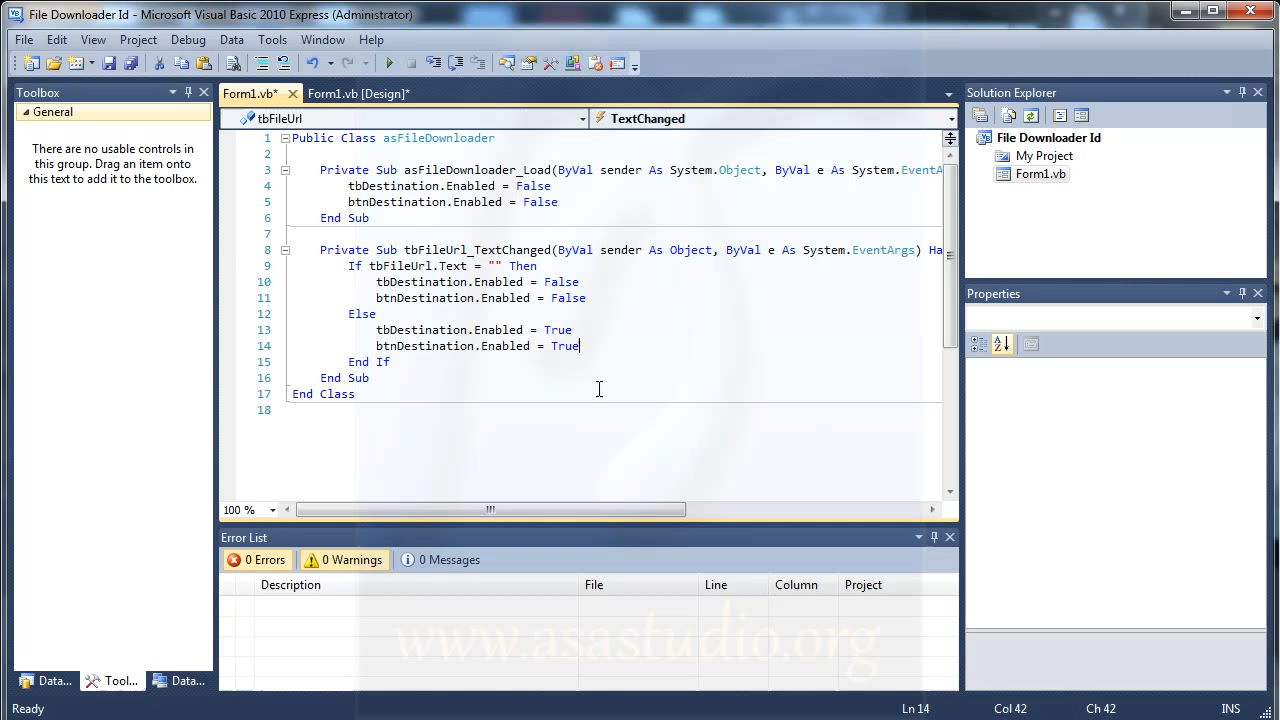 File Downloader Id - Microsoft Visual Basic 2010 Express (Administrator)
File Edit View Project Debug Data Tools Window Help
Toolbox
General
There are no usable controls in
this group. Drag an item onto
this text to add it to the toolbox.
Data...
Tool...
Data...
Form1.vb*
Form1.vb [Design]*
tbFileUrl
TextChanged
1 Public Class asFileDownloader
2
3 Private Sub asFileDownloader_Load(ByVal sender As System.Object, ByVal e As System.EventA
4 tbDestination.Enabled = False
5 btnDestination.Enabled = False
6 End Sub
7
8 Private Sub tbFileUrl_TextChanged(ByVal sender As Object, ByVal e As System.EventArgs) Ha
9 If tbFileUrl.Text = "" Then
10 tbDestination.Enabled = False
11 btnDestination.Enabled = False
12 Else
13 tbDestination.Enabled = True
14 btnDestination.Enabled = True
15 End If
16 End Sub
17 End Class
18
100 %
Error List
0 Errors
0 Warnings
0 Messages
Description File Line Column Project
www.asastudio.org
Solution Explorer
File Downloader Id
My Project
Form1.vb
Properties
Ready
Ln 14 Col 42 Ch 42 INS